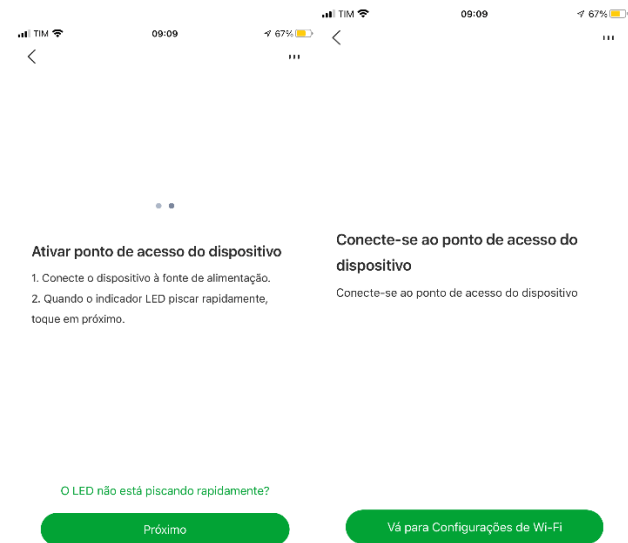 TIM
09:09
67%
Ativar ponto de acesso do dispositivo
1. Conecte o dispositivo à fonte de alimentação.
2. Quando o indicador LED piscar rapidamente,
toque em próximo.
O LED não está piscando rapidamente?
Próximo
TIM
09:09
67%
Conecte-se ao ponto de acesso do
dispositivo
Conecte-se ao ponto de acesso do dispositivo
Vá para Configurações de Wi-Fi